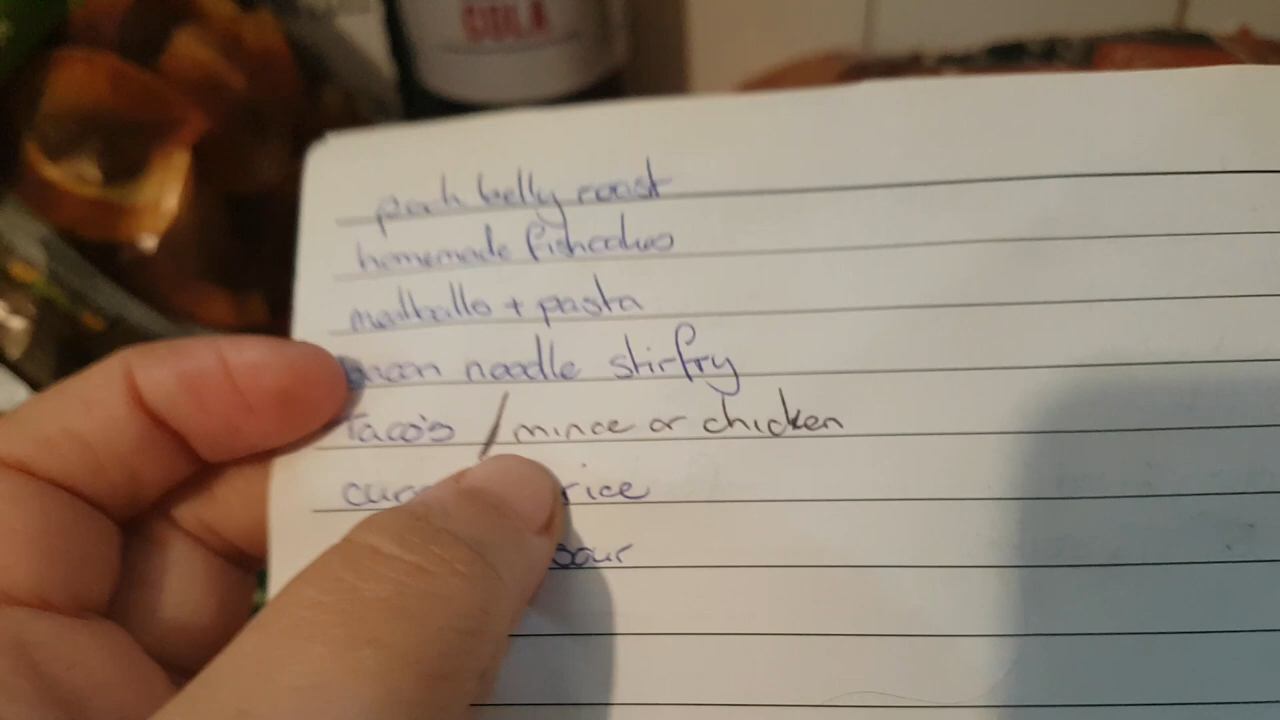 COLA
pork belly roast
homemade fishcakes
meatballs + pasta
noodle stirfry
Taco's / mince or chicken
rice
sour